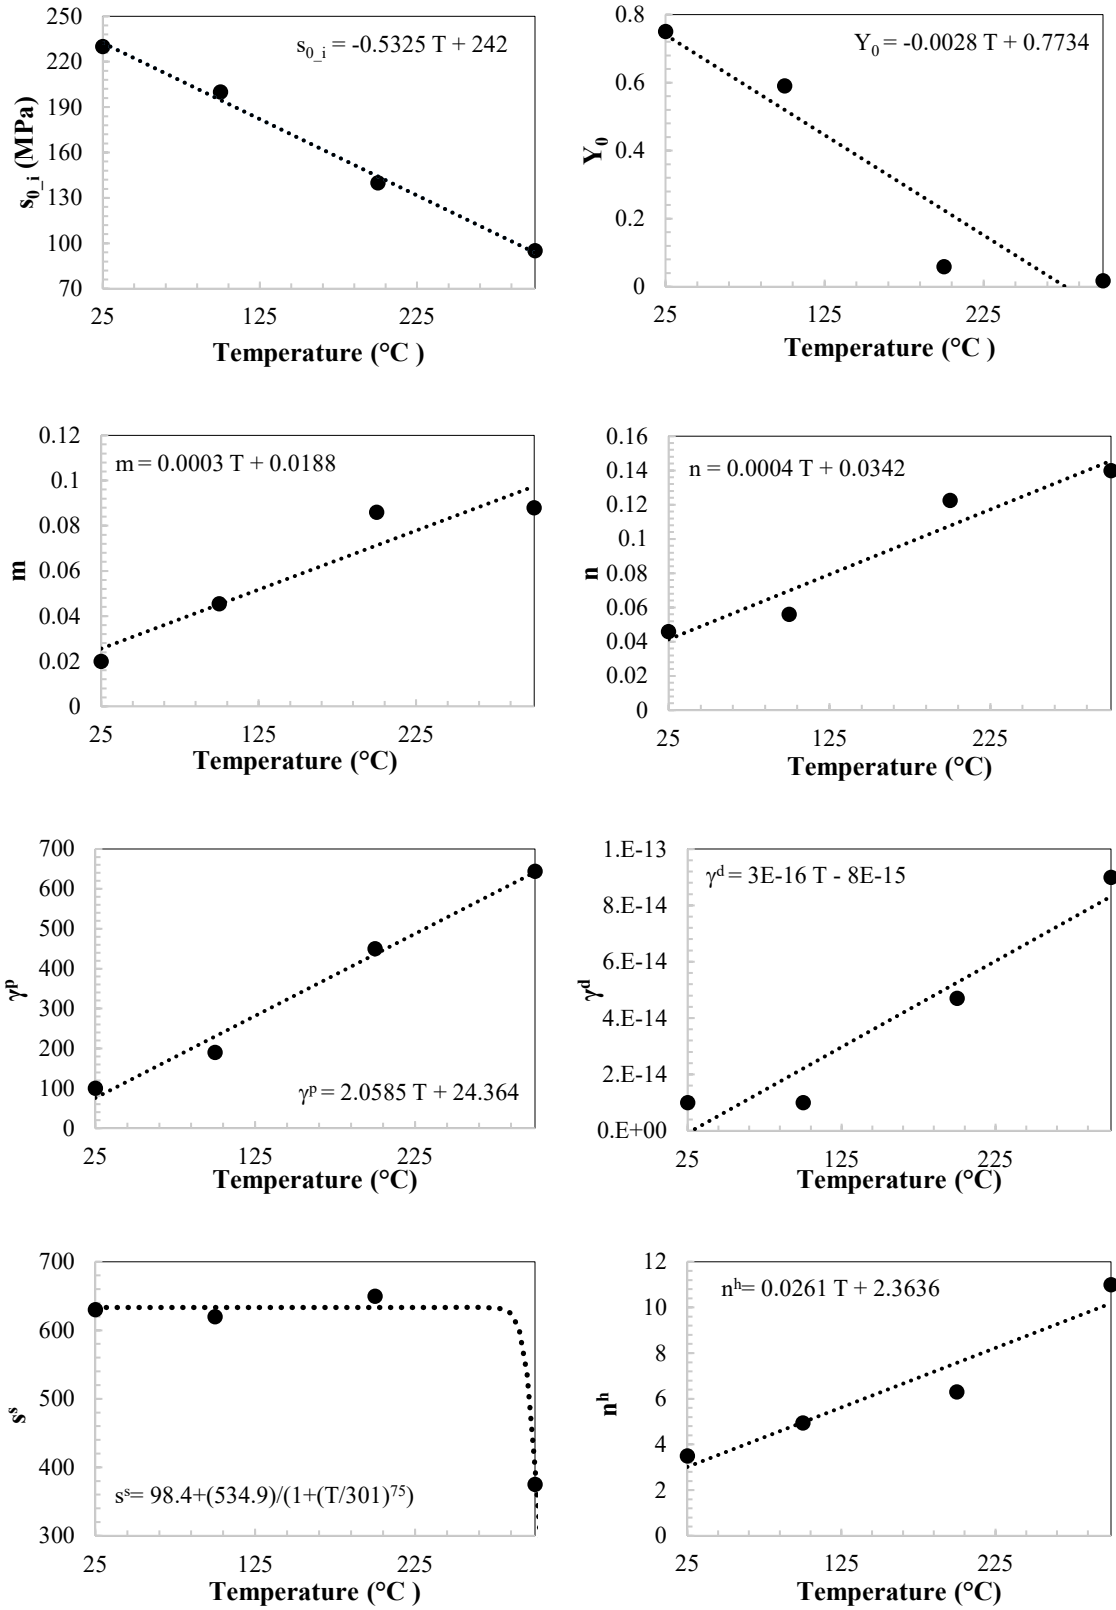 250
220
190
160
130
100
70
s0_i (MPa)
s0_i = -0.5325 T + 242
25
125
225
Temperature (°C )
0.8
0.6
0.4
0.2
0
Y0
Y0 = -0.0028 T + 0.7734
25
125
225
Temperature (°C )
0.12
0.1
0.08
0.06
0.04
0.02
0
m
m = 0.0003 T + 0.0188
25
125
225
Temperature (°C)
0.16
0.14
0.12
0.1
0.08
0.06
0.04
0.02
0
n
n = 0.0004 T + 0.0342
25
125
225
Temperature (°C)
700
600
500
400
300
200
100
0
γp
γp = 2.0585 T + 24.364
25
125
225
Temperature (°C)
1.E-13
8.E-14
6.E-14
4.E-14
2.E-14
0.E+00
γd
γd = 3E-16 T - 8E-15
25
125
225
Temperature (°C)
700
600
500
400
300
ss
ss= 98.4+(534.9)/(1+(T/301)75)
25
125
225
Temperature (°C )
12
10
8
6
4
2
0
nh
nh= 0.0261 T + 2.3636
25
125
225
Temperature (°C)